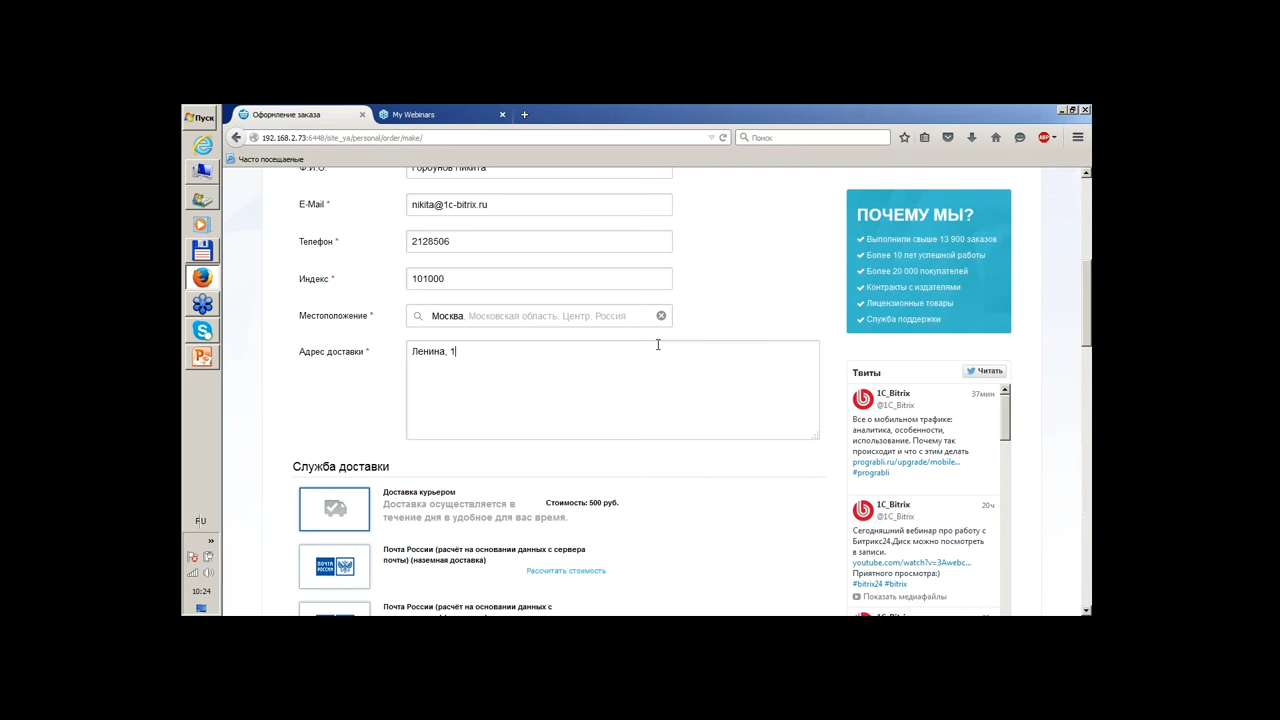 Пуск
Оформление заказа
My Webinars
192.168.2.73:6448/site_ya/personal/order/make/
Поиск
ABP
Часто посещаемые
Ф.И.О.
Горбунов Никита
E-Mail *
nikita@1c-bitrix.ru
Телефон *
2128506
Индекс *
101000
Местоположение *
Москва, Московская область, Центр, Россия
Адрес доставки *
Ленина, 1
Служба доставки
Доставка курьером
Доставка осуществляется в
течение дня в удобное для вас время.
Стоимость: 500 руб.
ПОЧТА РОССИИ
Почта России (расчёт на основании данных с сервера
почты) (наземная доставка)
Рассчитать стоимость
Почта России (расчёт на основании данных с
ПОЧЕМУ МЫ?
Выполнили свыше 13 900 заказов
Более 10 лет успешной работы
Более 20 000 покупателей
Контракты с издателями
Лицензионные товары
Служба поддержки
Твиты
Читать
1C_Bitrix
37мин
@1C_Bitrix
Все о мобильном трафике:
аналитика, особенности,
использование. Почему так
происходит и что с этим делать
prograbli.ru/upgrade/mobile...
#prograbli
1C_Bitrix
20ч
@1C_Bitrix
Сегодняшний вебинар про работу с
Битрикс24.Диск можно посмотреть
в записи.
youtube.com/watch?v=3Awebc...
Приятного просмотра:)
#bitrix24 #bitrix
Показать медиафайлы
10:24